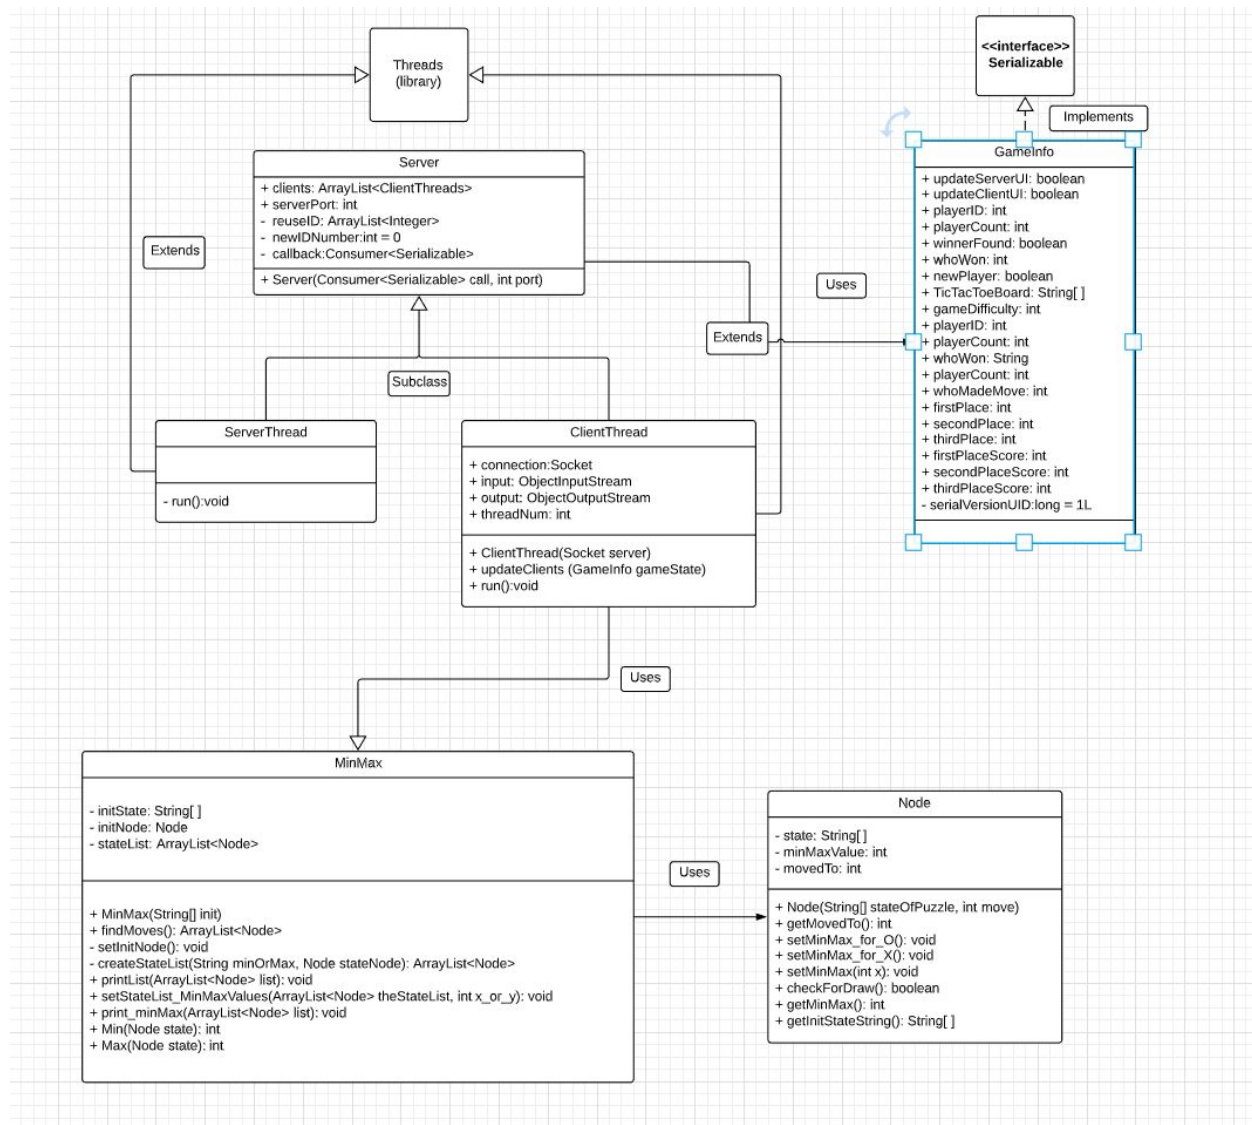 Threads
(library)
<<interface>>
Serializable
Implements
Server
+ clients: ArrayList<ClientThreads>
+ serverPort: int
- reuseID: ArrayList<Integer>
- newIDNumber:int = 0
- callback:Consumer<Serializable>
+ Server(Consumer<Serializable> call, int port)
Extends
Uses
Extends
GameInfo
+ updateServerUI: boolean
+ updateClientUI: boolean
+ playerID: int
+ playerCount: int
+ winnerFound: boolean
+ whoWon: int
+ newPlayer: boolean
+ TicTacToeBoard: String[ ]
+ gameDifficulty: int
+ playerID: int
+ playerCount: int
+ whoWon: String
+ playerCount: int
+ whoMadeMove: int
+ firstPlace: int
+ secondPlace: int
+ thirdPlace: int
+ firstPlaceScore: int
+ secondPlaceScore: int
+ thirdPlaceScore: int
- serialVersionUID:long = 1L
Subclass
ServerThread
- run():void
ClientThread
+ connection:Socket
+ input: ObjectInputStream
+ output: ObjectOutputStream
+ threadNum: int
+ ClientThread(Socket server)
+ updateClients (GameInfo gameState)
+ run():void
Uses
MinMax
- initState: String[ ]
- initNode: Node
- stateList: ArrayList<Node>
+ MinMax(String[] init)
+ findMoves(): ArrayList<Node>
- setInitNode(): void
- createStateList(String minOrMax, Node stateNode): ArrayList<Node>
+ printList(ArrayList<Node> list): void
+ setStateList_MinMaxValues(ArrayList<Node> theStateList, int x_or_y): void
+ print_minMax(ArrayList<Node> list): void
+ Min(Node state): int
+ Max(Node state): int
Uses
Node
- state: String[ ]
- minMaxValue: int
- movedTo: int
+ Node(String[] stateOfPuzzle, int move)
+ getMovedTo(): int
+ setMinMax_for_O(): void
+ setMinMax_for_X(): void
+ setMinMax(int x): void
+ checkForDraw(): boolean
+ getMinMax(): int
+ getInitStateString(): String[ ]